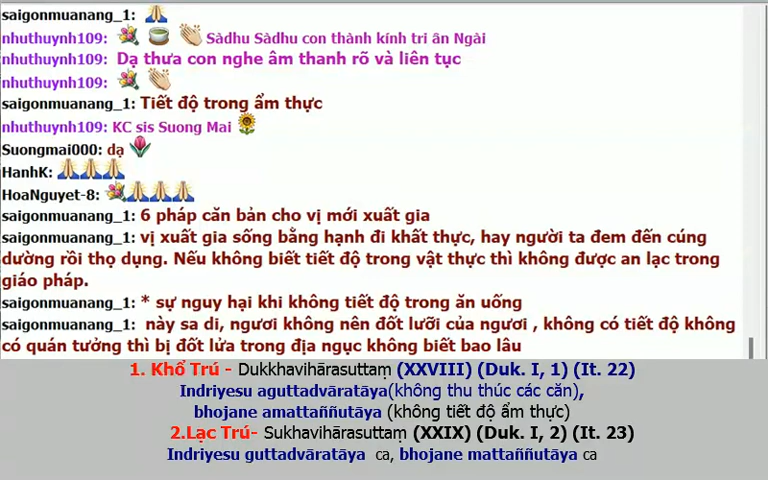 saigonmuanang_1:
nhuthuynh109: Sàdhu Sàdhu con thành kính tri ân Ngài
nhuthuynh109: Dạ thưa con nghe âm thanh rõ và liên tục
nhuthuynh109:
saigonmuanang_1: Tiết độ trong ẩm thực
nhuthuynh109: KC sis Suong Mai
Suongmai000: dạ
HanhK:
HoaNguyet-8:
saigonmuanang_1: 6 pháp căn bản cho vị mới xuất gia
saigonmuanang_1: vị xuất gia sống bằng hạnh đi khất thực, hay người ta đem đến cúng
dường rồi thọ dụng. Nếu không biết tiết độ trong vật thực thì không được an lạc trong
giáo pháp.
saigonmuanang_1: * sự nguy hại khi không tiết độ trong ăn uống
saigonmuanang_1: này sa di, ngươi không nên đốt lưỡi của ngươi , không có tiết độ không
có quán tưởng thì bị đốt lửa trong địa ngục không biết bao lâu
1. Khổ Trú - Dukkhavihārasuttaṃ (XXVIII) (Duk. I, 1) (It. 22)
Indriyesu aguttadvāratāya(không thu thúc các căn),
bhojane amattaññutāya (không tiết độ ẩm thực)
2.Lạc Trú- Sukhavihārasuttaṃ (XXIX) (Duk. I, 2) (It. 23)
Indriyesu guttadvāratāya ca, bhojane mattaññutāya ca